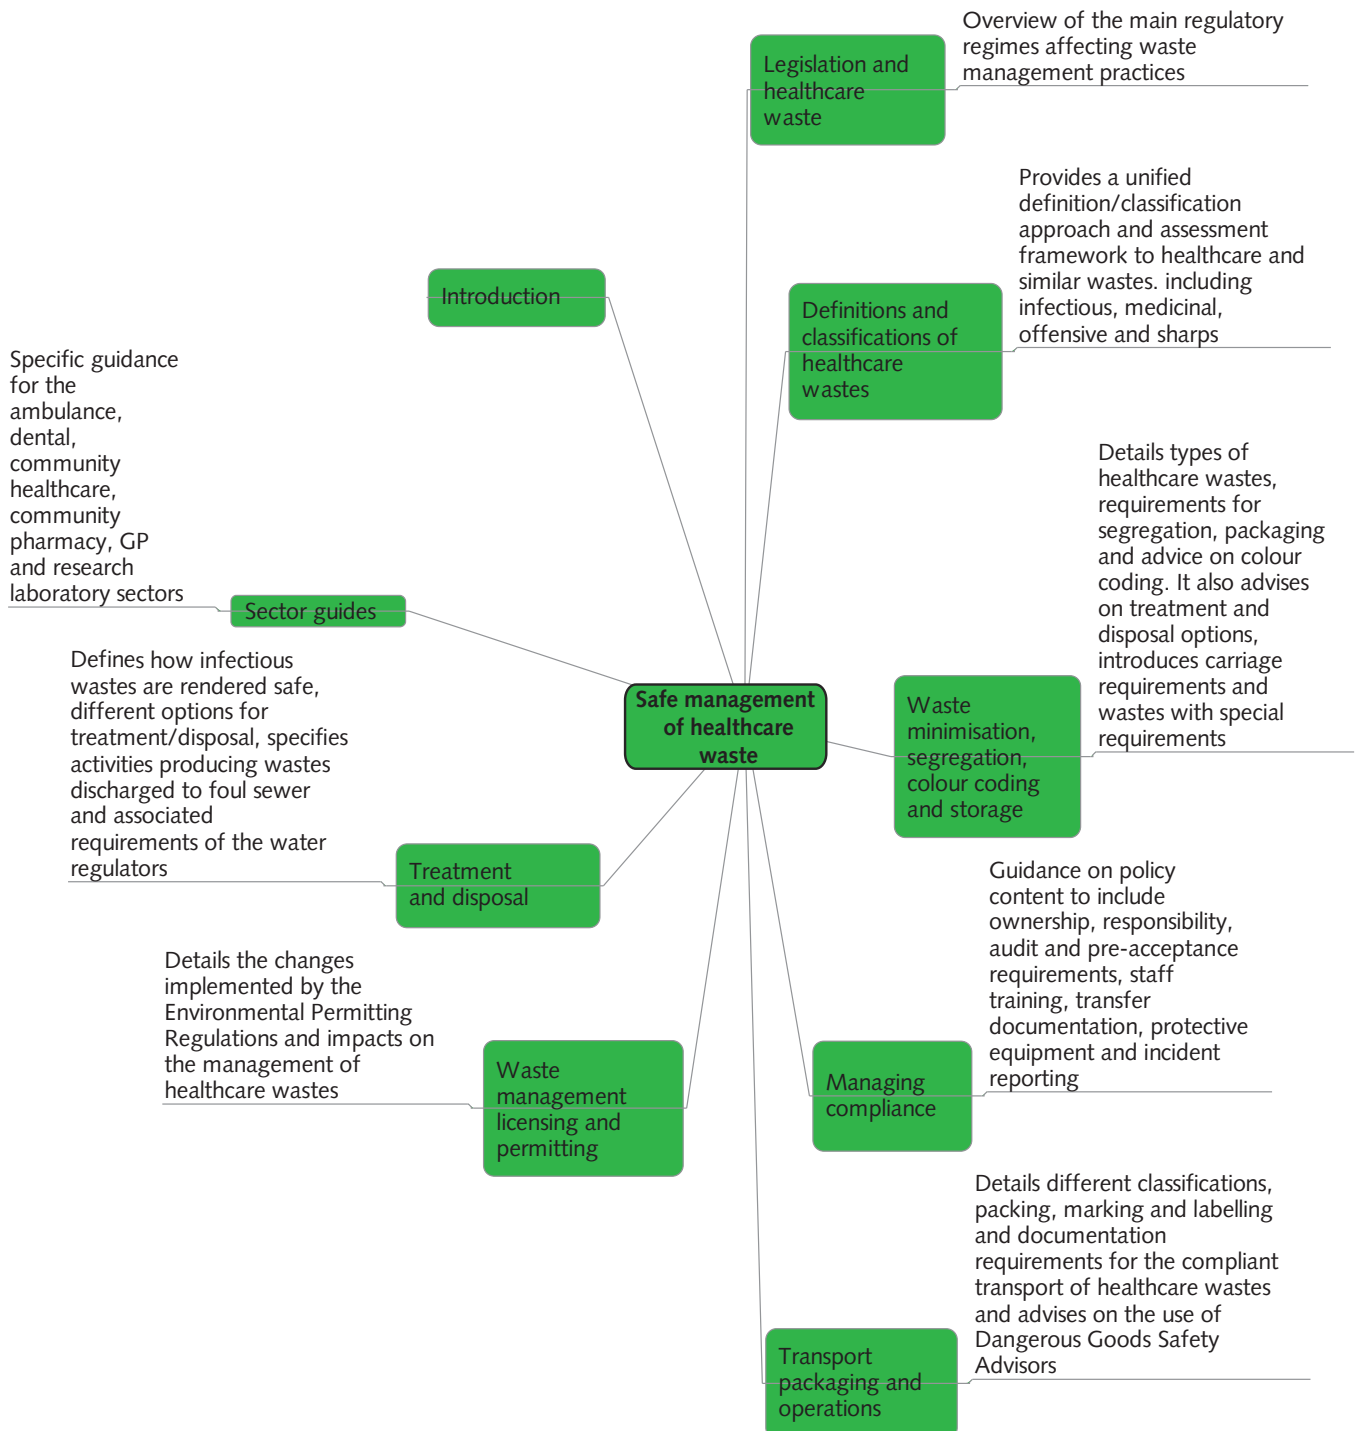 Legislation and
healthcare
waste
Overview of the main regulatory
regimes affecting waste
management practices
Definitions and
classifications of
healthcare
wastes
Provides a unified
definition/classification
approach and assessment
framework to healthcare and
similar wastes. including
infectious, medicinal,
offensive and sharps
Introduction
Specific guidance
for the
ambulance,
dental,
community
healthcare,
community
pharmacy, GP
and research
laboratory sectors
Sector guides
Safe management
of healthcare
waste
Waste
minimisation,
segregation,
colour coding
and storage
Details types of
healthcare wastes,
requirements for
segregation, packaging
and advice on colour
coding. It also advises
on treatment and
disposal options,
introduces carriage
requirements and
wastes with special
requirements
Defines how infectious
wastes are rendered safe,
different options for
treatment/disposal, specifies
activities producing wastes
discharged to foul sewer
and associated
requirements of the water
regulators
Treatment
and disposal
Managing
compliance
Guidance on policy
content to include
ownership, responsibility,
audit and pre-acceptance
requirements, staff
training, transfer
documentation, protective
equipment and incident
reporting
Details the changes
implemented by the
Environmental Permitting
Regulations and impacts on
the management of
healthcare wastes
Waste
management
licensing and
permitting
Transport
packaging and
operations
Details different classifications,
packing, marking and labelling
and documentation
requirements for the compliant
transport of healthcare wastes
and advises on the use of
Dangerous Goods Safety
Advisors